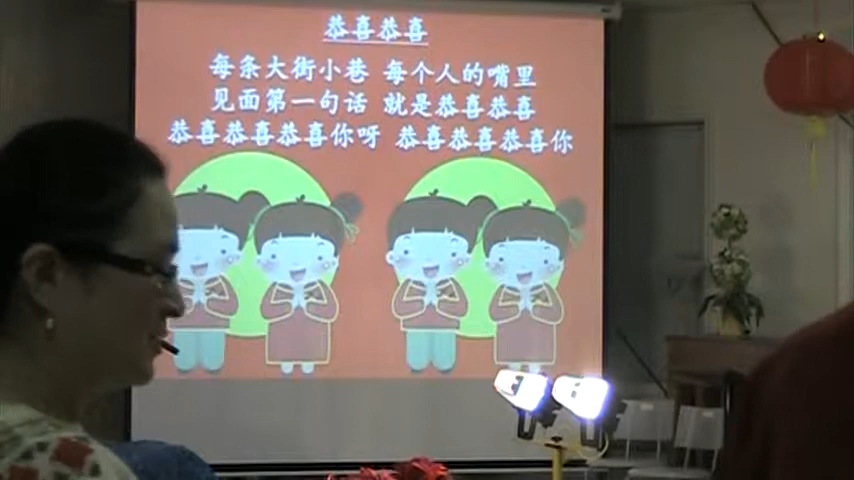 恭喜恭喜
每条大街小巷 每个人的嘴里
见面第一句话 就是恭喜恭喜
恭喜恭喜恭喜你呀 恭喜恭喜恭喜你